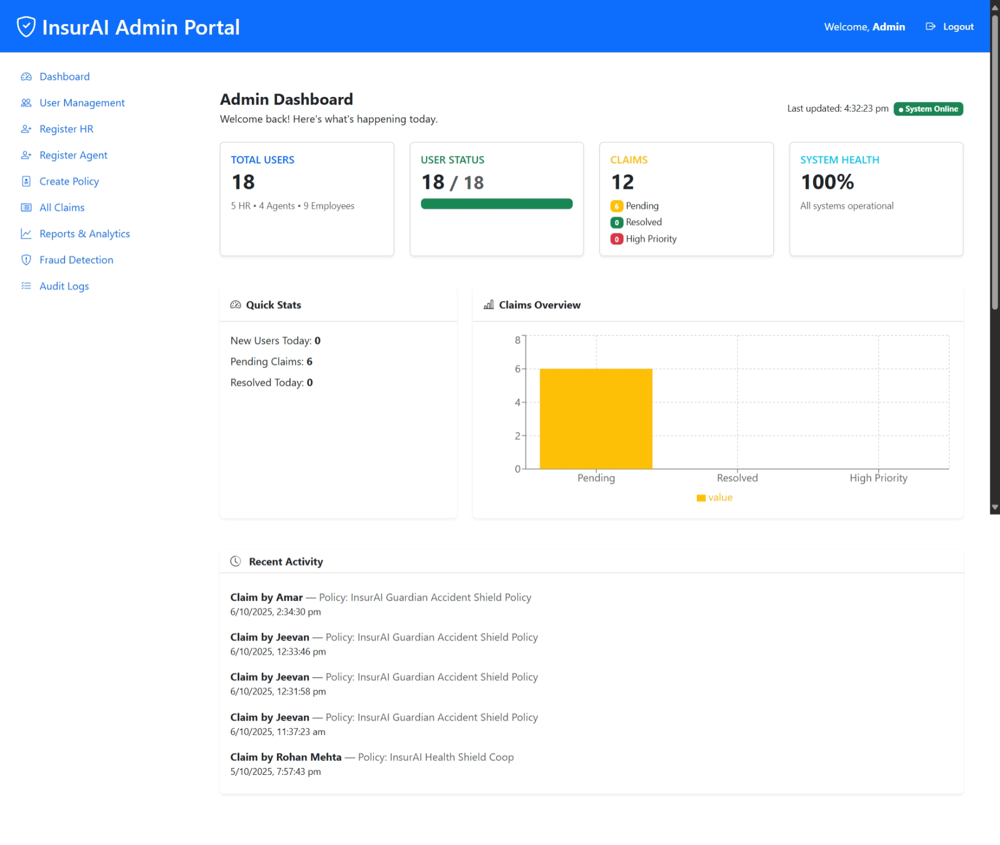 InsurAI Admin Portal
Welcome, Admin
Logout
Dashboard
User Management
Register HR
Register Agent
Create Policy
All Claims
Reports & Analytics
Fraud Detection
Audit Logs
Admin Dashboard
Welcome back! Here's what's happening today.
Last updated: 4:32:23 pm
System Online
TOTAL USERS
18
5 HR • 4 Agents • 9 Employees
USER STATUS
18 / 18
CLAIMS
12
6 Pending
0 Resolved
0 High Priority
SYSTEM HEALTH
100%
All systems operational
Quick Stats
New Users Today: 0
Pending Claims: 6
Resolved Today: 0
Claims Overview
8
6
4
2
0
Pending
Resolved
High Priority
value
Recent Activity
Claim by Amar — Policy: InsurAI Guardian Accident Shield Policy
6/10/2025, 2:34:30 pm
Claim by Jeevan — Policy: InsurAI Guardian Accident Shield Policy
6/10/2025, 12:33:46 pm
Claim by Jeevan — Policy: InsurAI Guardian Accident Shield Policy
6/10/2025, 12:31:58 pm
Claim by Jeevan — Policy: InsurAI Guardian Accident Shield Policy
6/10/2025, 11:37:23 am
Claim by Rohan Mehta — Policy: InsurAI Health Shield Coop
5/10/2025, 7:57:43 pm